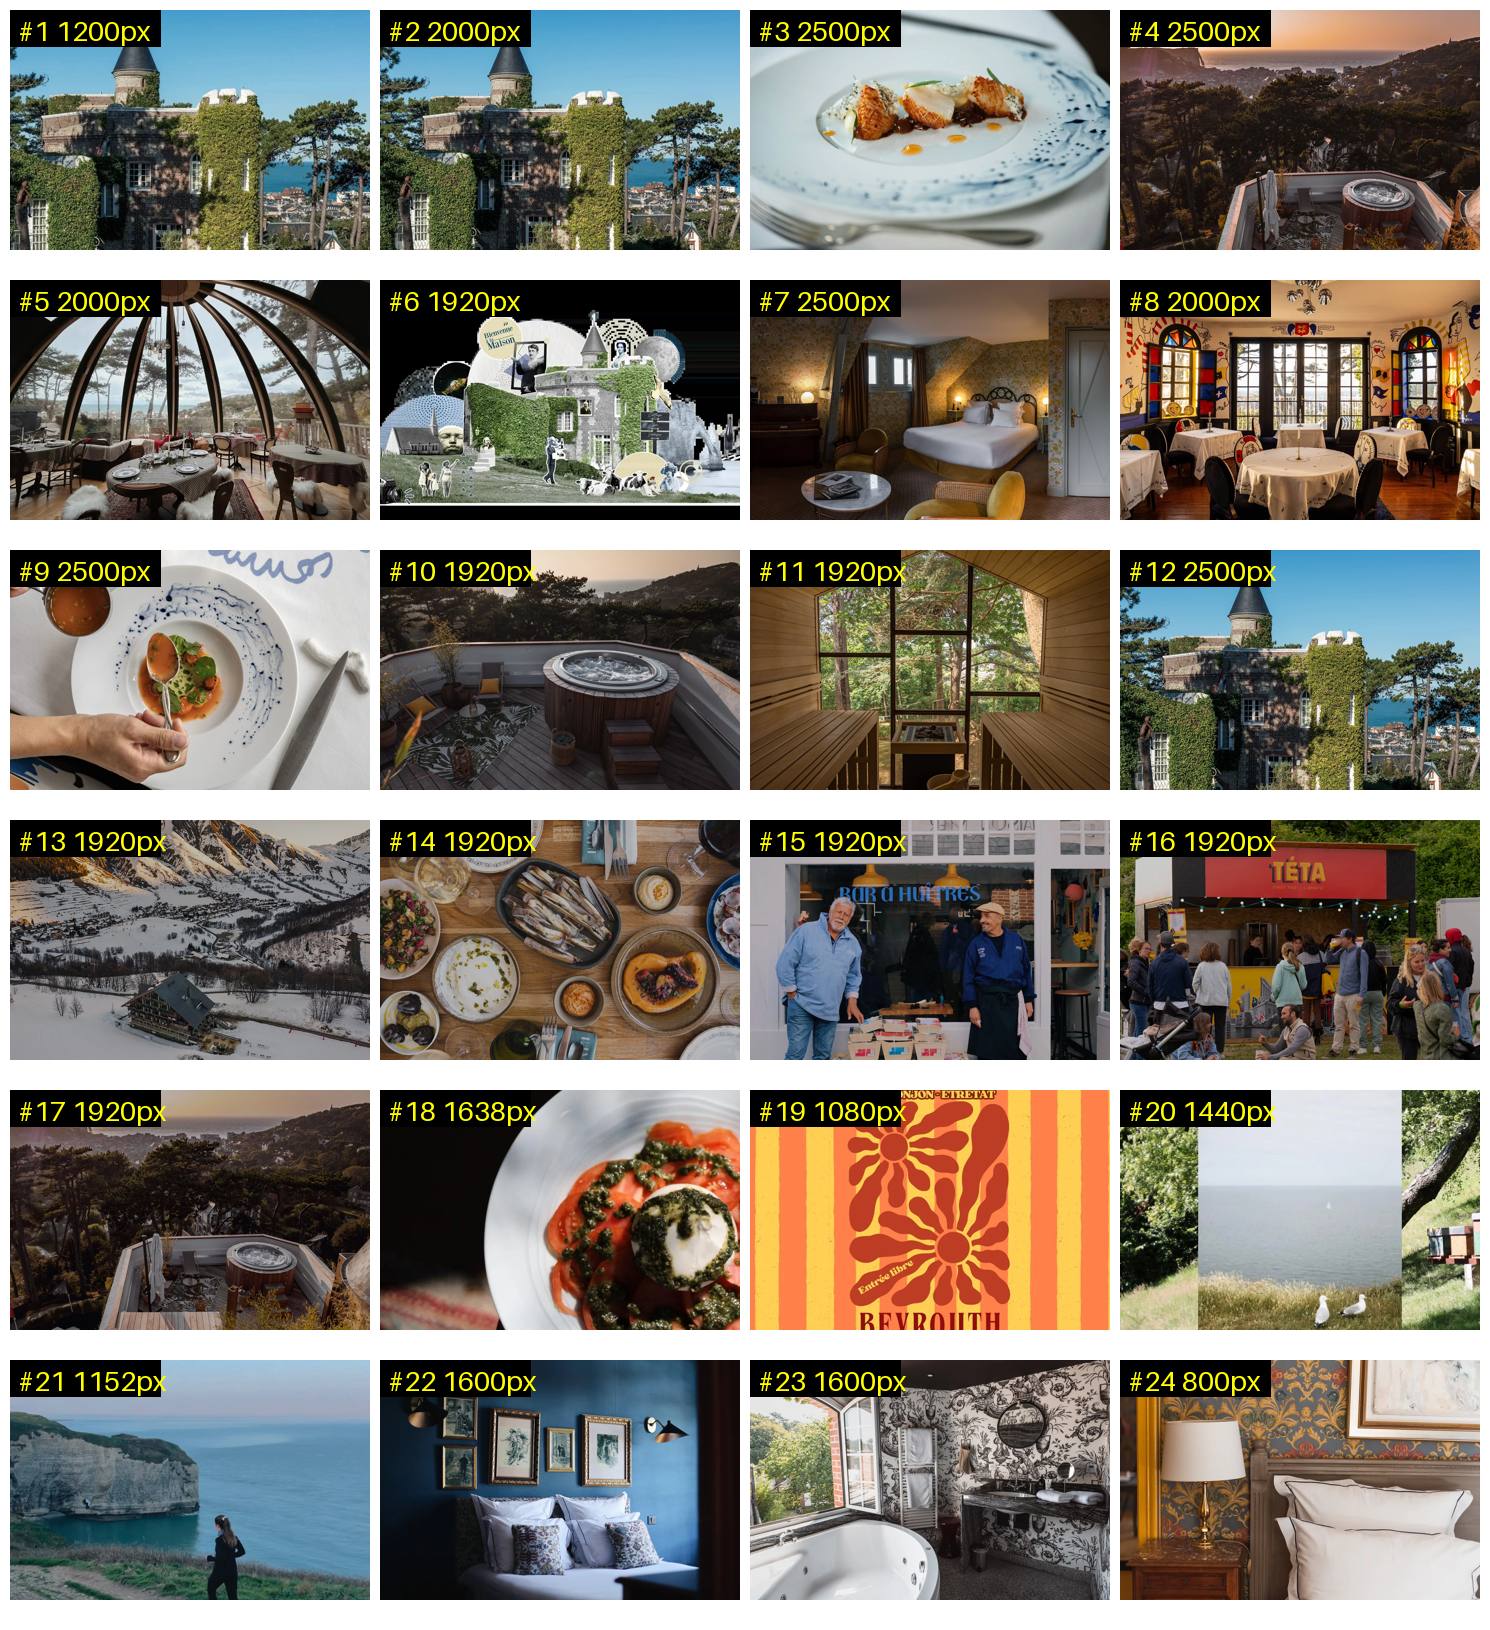 #1 1200px
#2 2000px
#3 2500px
#4 2500px
#5 2000px
#6 1920px
Bienvenue
Maison
#7 2500px
#8 2000px
#9 2500px
#10 1920px
#11 1920px
#12 2500px
#13 1920px
#14 1920px
#15 1920px
BAR À HUÎTRES
#16 1920px
TÉTA
#17 1920px
#18 1638px
#19 1080px
ONJON - ETRETAT
Entrée libre
BEYROUTH
#20 1440px
#21 1152px
#22 1600px
#23 1600px
#24 800px